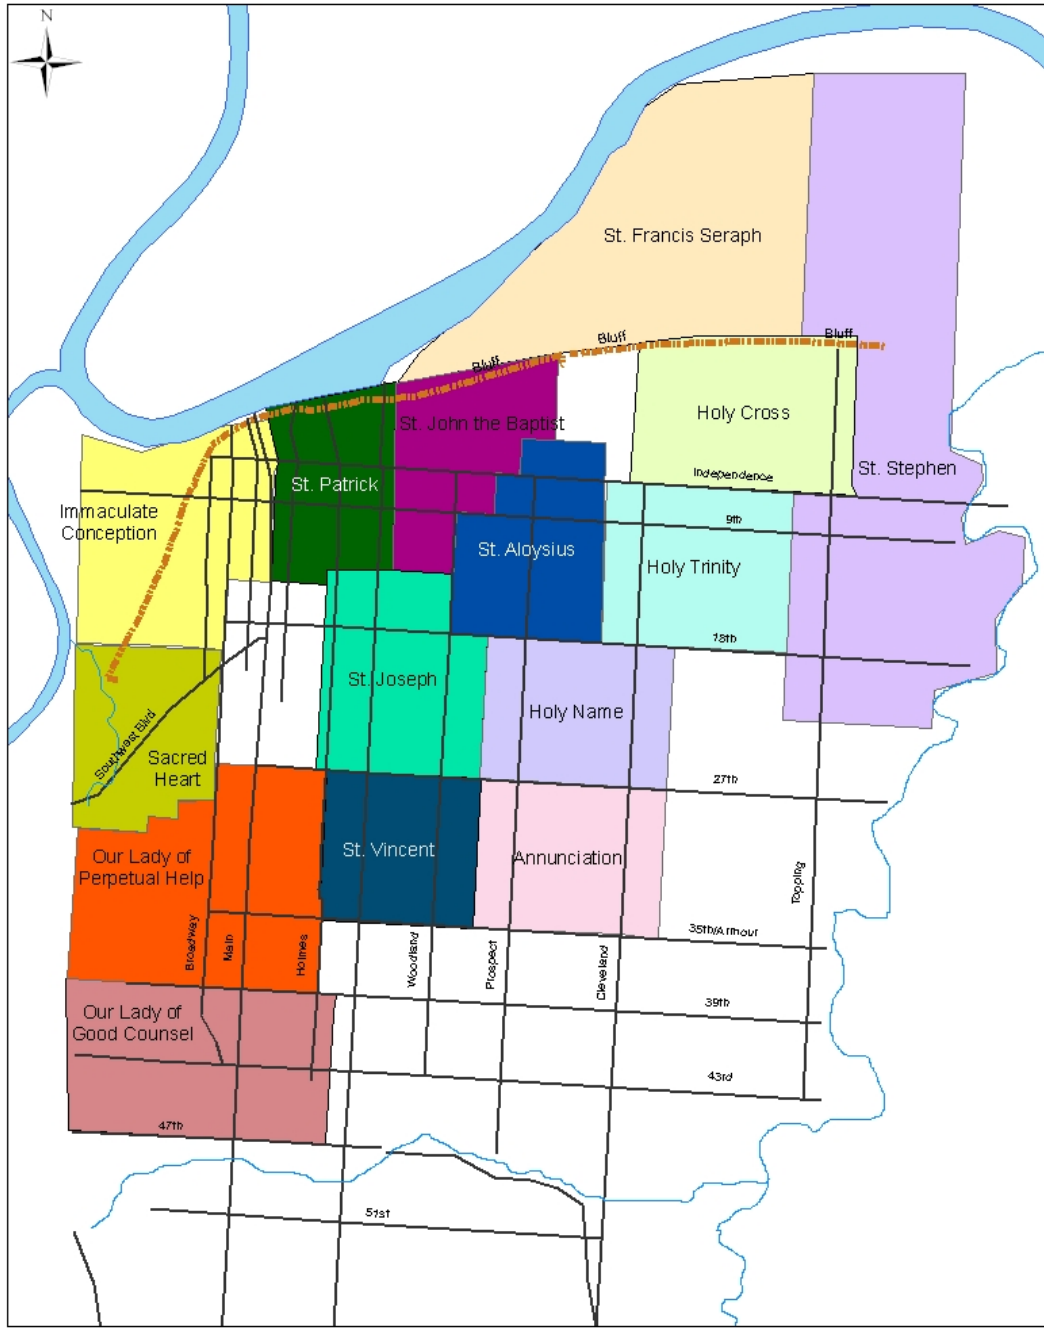 N
St. Francis Seraph
Bluff
Bluff
Bluff
Holy Cross
St. John the Baptist
St. Stephen
Independence
St. Patrick
Immaculate
Conception
9th
St. Aloysius
Holy Trinity
18th
St. Joseph
Holy Name
Southwest Blvd
Sacred
Heart
27th
St. Vincent
Annunciation
Our Lady of
Perpetual Help
Topping
35th/Armour
Broadway
Main
Holmes
Woodland
Prospect
Cleveland
39th
Our Lady of
Good Counsel
43rd
47th
51st